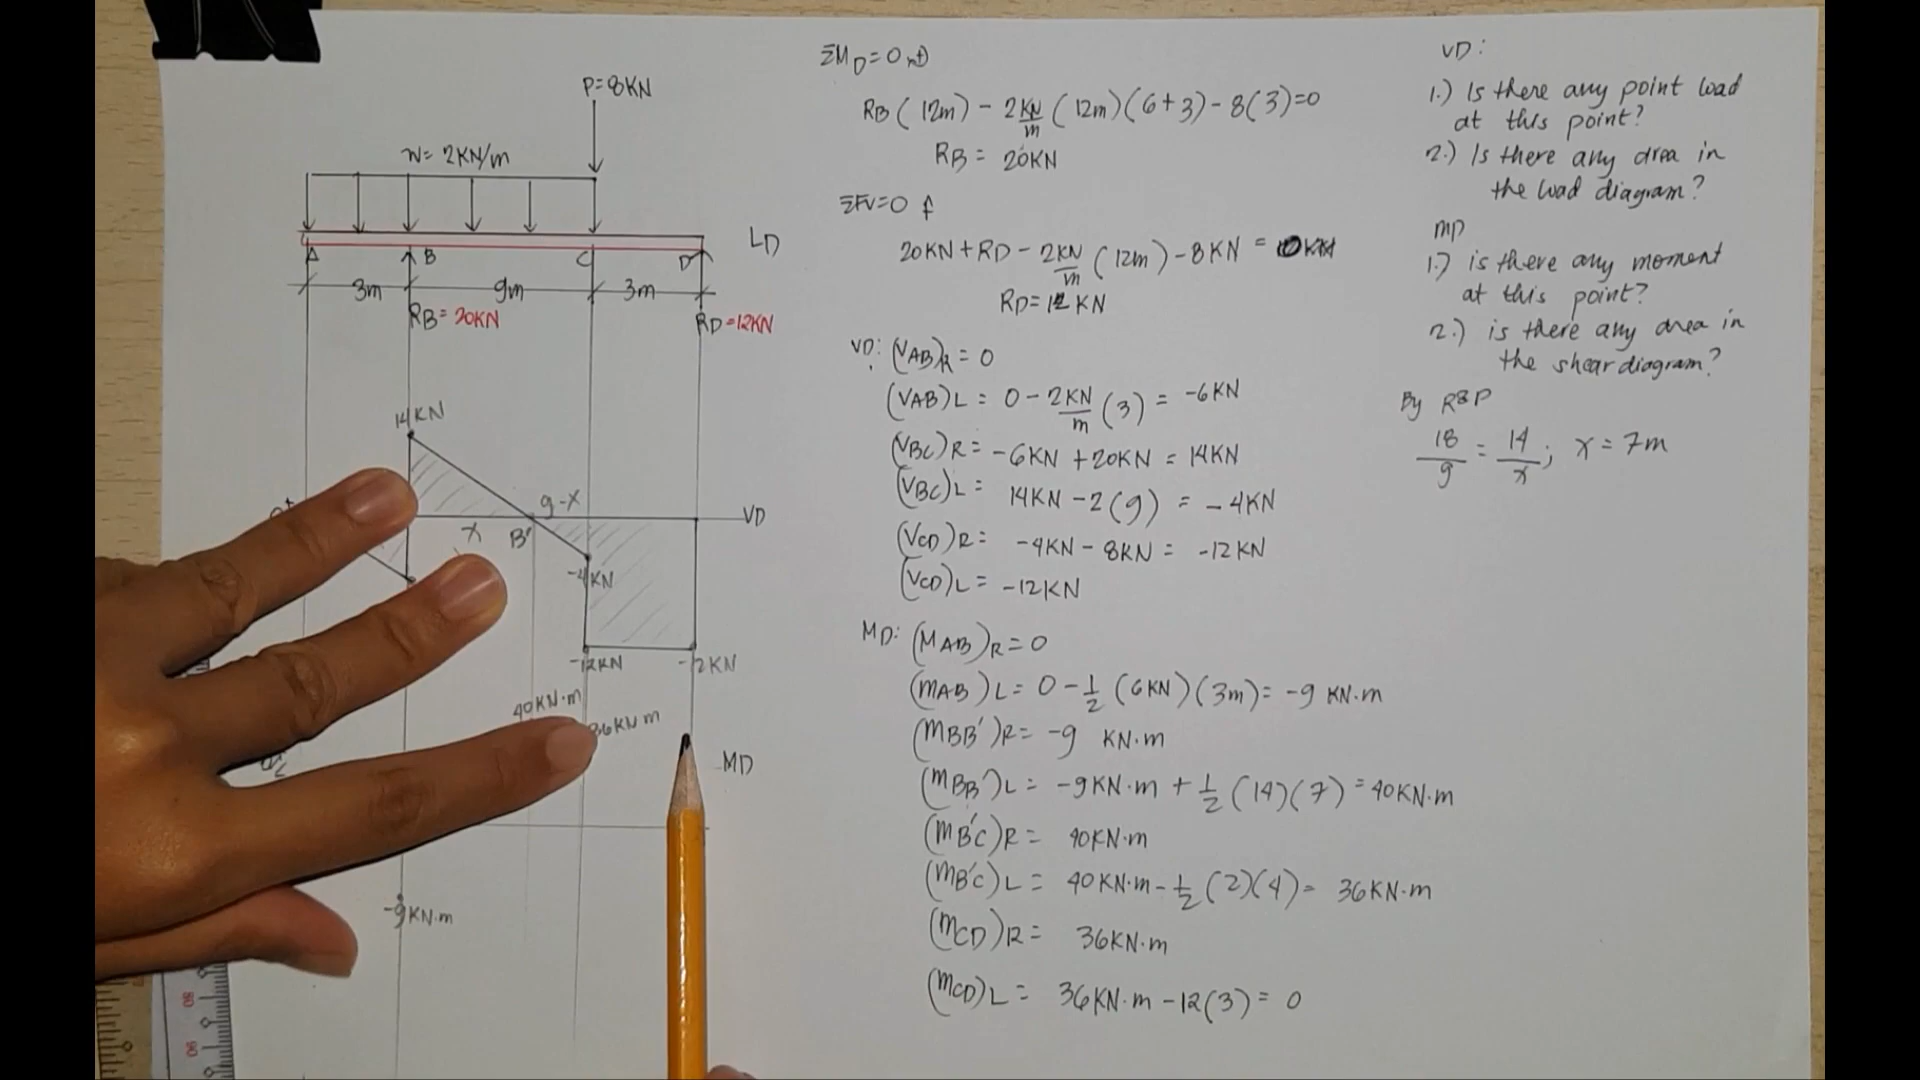 P=8KN
W= 2KN/m
LD
A
B
C
D
3m
9m
3m
RB=20KN
RD=12KN
14KN
VD
9-x
x
B'
-4KN
-12KN
-12KN
40KN·m
36KN·m
MD
-9KN·m
ΣMD=0
RB(12m) - 2KN/m (12m)(6+3)-8(3)=0
RB = 20KN
ΣFV=0
20KN+RD-2KN/m (12m)-8KN =
RD=12KN
VD: (VAB)R=0
(VAB)L = 0-2KN/m (3) = -6KN
(VBC)R= -6KN+20KN = 14KN
(VBC)L= 14KN-2(9) = -4KN
(VCD)R= -4KN-8KN= -12KN
(VCD)L= -12KN
MD: (MAB)R=0
(MAB)L= 0-1/2 (6KN)(3m)= -9 KN·m
(MBB')R= -9 KN·m
(MBB')L= -9KN·m + 1/2 (14)(7)=40KN·m
(MB'C)R= 40KN·m
(MB'C)L= 40KN·m-1/2 (2)(4)= 36KN·m
(MCD)R= 36KN·m
(MCD)L= 36KN·m-12(3)= 0
VD:
1.) Is there any point load
at this point?
2.) Is there any area in
the load diagram?
MD
1.) is there any moment
at this point?
2.) is there any area in
the shear diagram?
By R&P
18/9 = 14/x; x=7m